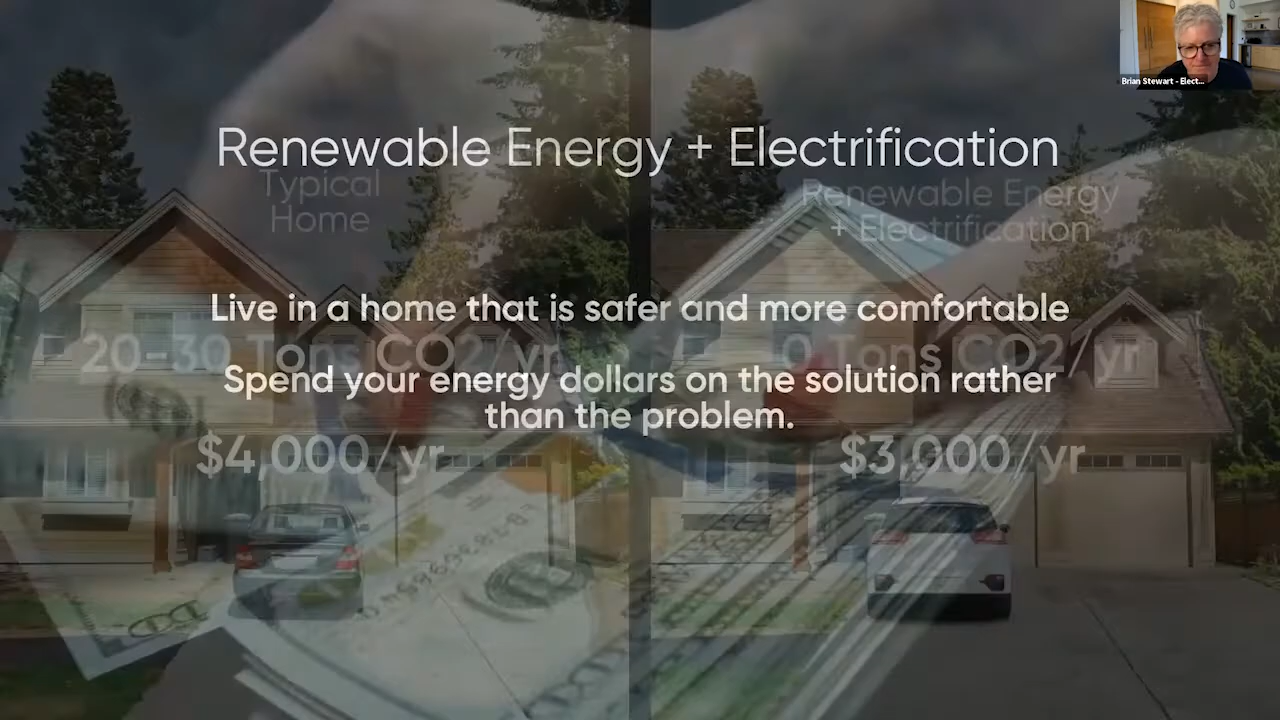 Brian Stewart - Elect...
Renewable Energy + Electrification
Typical
Home
Renewable Energy
+ Electrification
Live in a home that is safer and more comfortable
20-30 Tons CO2/yr
0 Tons CO2/yr
Spend your energy dollars on the solution rather
than the problem.
$4,000/yr
$3,000/yr